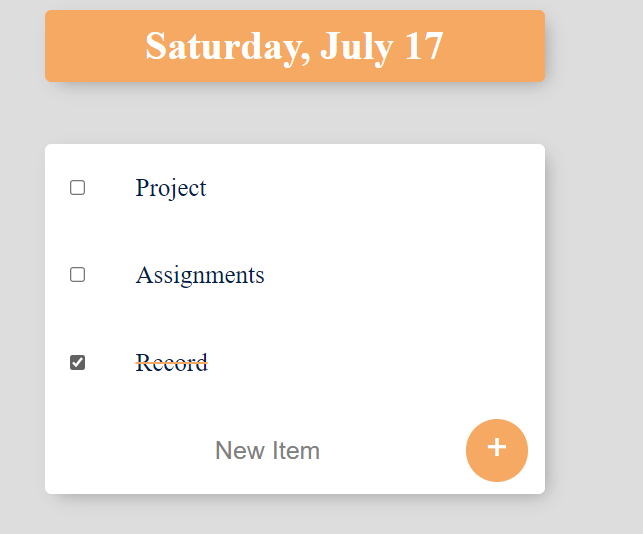 Saturday, July 17
Project
Assignments
Record
New Item
+